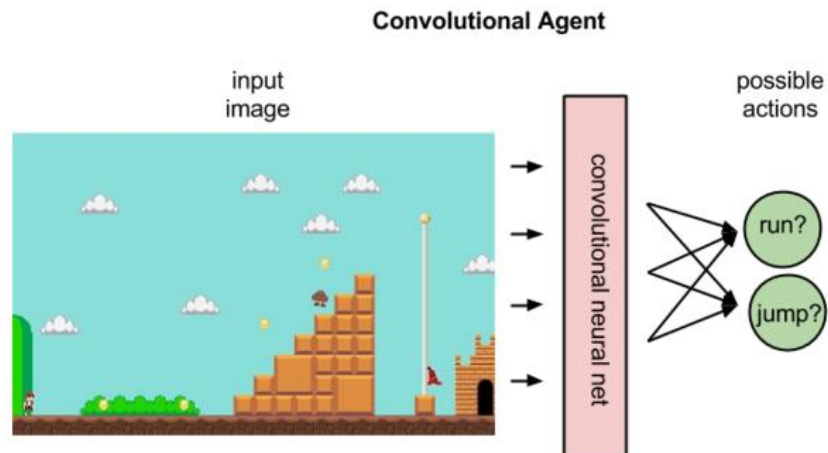 Convolutional Agent
input
image
possible
actions
convolutional neural net
run?
jump?